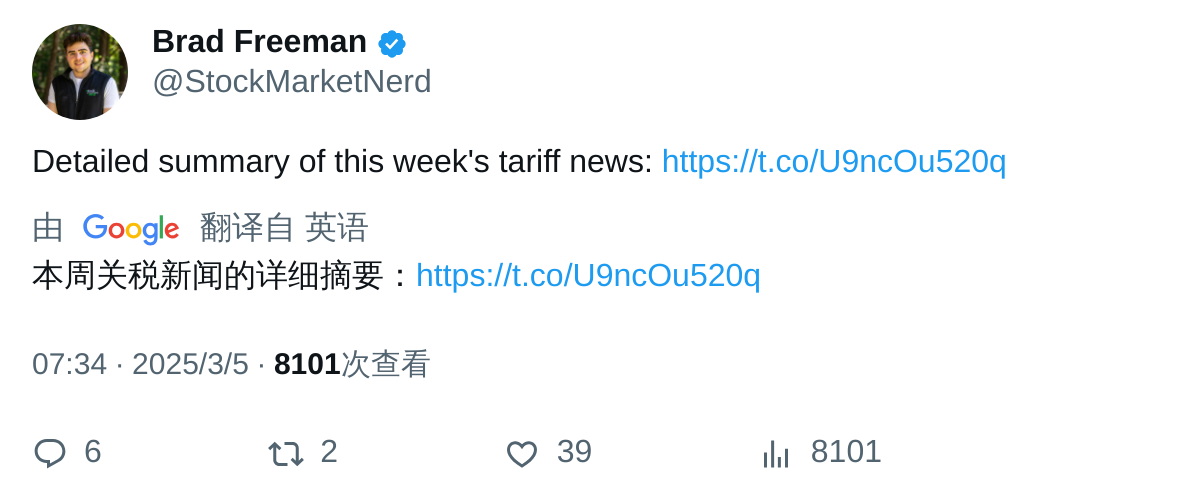 Brad Freeman
@StockMarketNerd
Detailed summary of this week's tariff news: https://t.co/U9ncOu520q
由 Google 翻译自 英语
本周关税新闻的详细摘要：https://t.co/U9ncOu520q
07:34 · 2025/3/5 · 8101次查看
6 2 39 8101